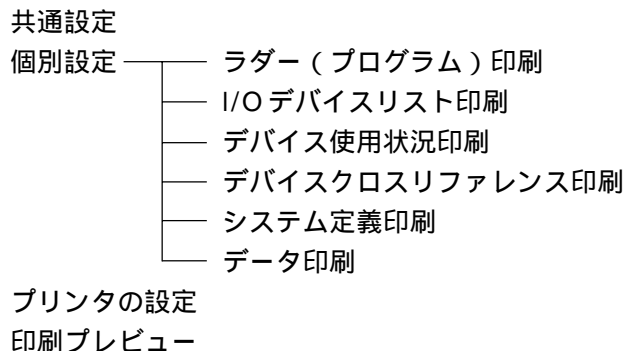 共通設定
個別設定 ラダー(プログラム)印刷
I/Oデバイスリスト印刷
デバイス使用状況印刷
デバイスクロスリファレンス印刷
システム定義印刷
データ印刷
プリンタの設定
印刷プレビュー